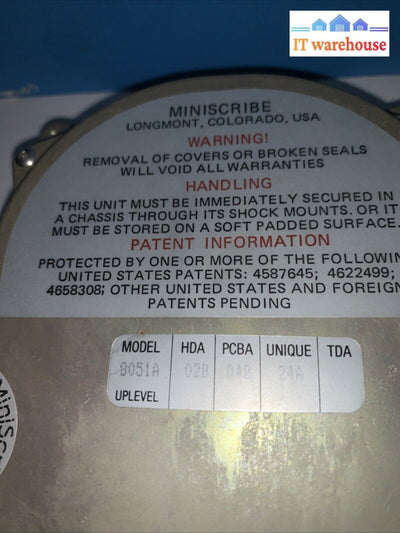 IT warehouse
MINISCRIBE
LONGMONT, COLORADO, USA
WARNING!
REMOVAL OF COVERS OR BROKEN SEALS
WILL VOID ALL WARRANTIES
HANDLING
THIS UNIT MUST BE IMMEDIATELY SECURED IN
A CHASSIS THROUGH ITS SHOCK MOUNTS. OR IT
MUST BE STORED ON A SOFT PADDED SURFACE.
PATENT INFORMATION
PROTECTED BY ONE OR MORE OF THE FOLLOWIN
UNITED STATES PATENTS: 4587645; 4622499;
4658308; OTHER UNITED STATES AND FOREIGN
PATENTS PENDING
MODEL HDA PCBA UNIQUE TDA
8051A 02B 04B 24A
UPLEVEL
MiniSc